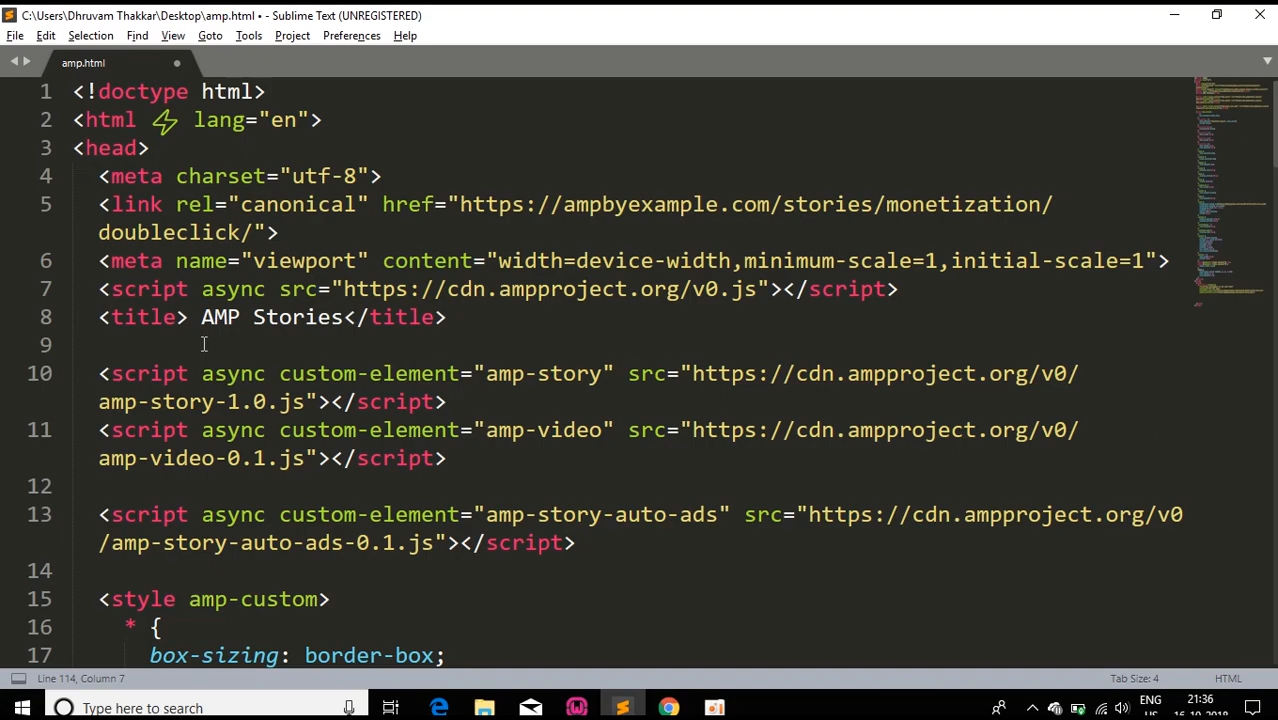 C:\Users\Dhruvam Thakkar\Desktop\amp.html • - Sublime Text (UNREGISTERED)
File Edit Selection Find View Goto Tools Project Preferences Help
amp.html
1 <!doctype html>
2 <html ⚡ lang="en">
3 <head>
4 <meta charset="utf-8">
5 <link rel="canonical" href="https://ampbyexample.com/stories/monetization/
doubleclick/">
6 <meta name="viewport" content="width=device-width,minimum-scale=1,initial-scale=1">
7 <script async src="https://cdn.ampproject.org/v0.js"></script>
8 <title> AMP Stories</title>
9
10 <script async custom-element="amp-story" src="https://cdn.ampproject.org/v0/
amp-story-1.0.js"></script>
11 <script async custom-element="amp-video" src="https://cdn.ampproject.org/v0/
amp-video-0.1.js"></script>
12
13 <script async custom-element="amp-story-auto-ads" src="https://cdn.ampproject.org/v0
/amp-story-auto-ads-0.1.js"></script>
14
15 <style amp-custom>
16 * {
17 box-sizing: border-box;
Line 114, Column 7 Tab Size: 4 HTML
Type here to search
ENG 21:36
16-10-2018